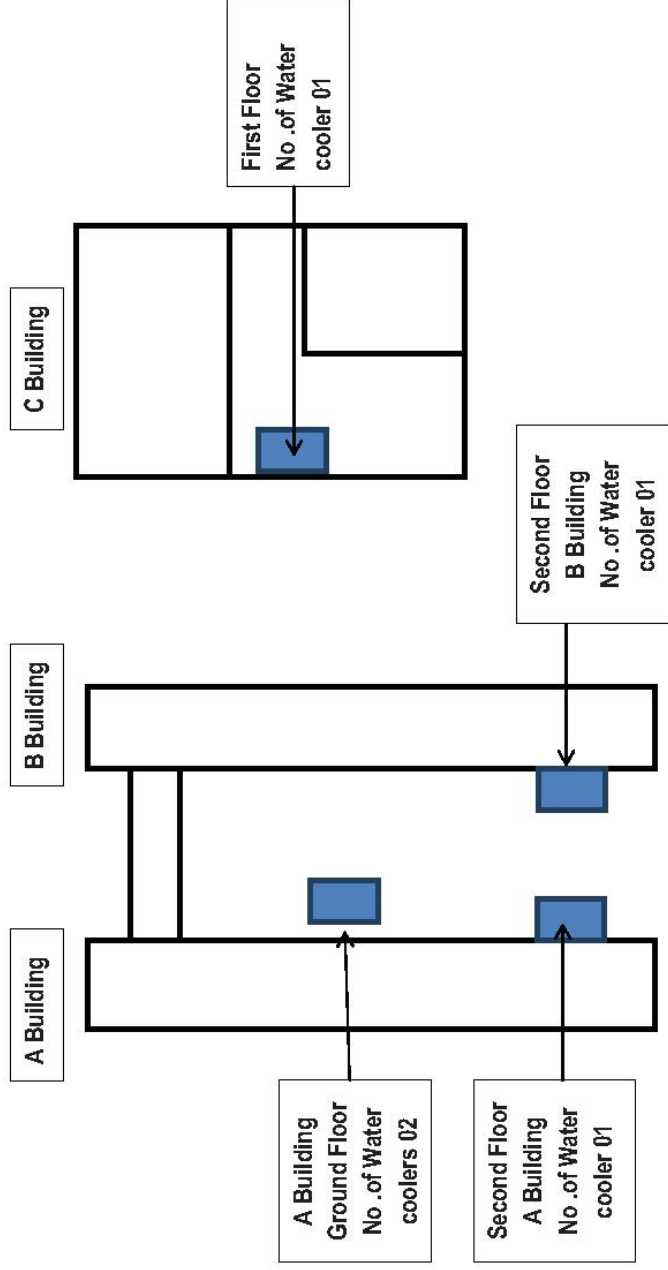 A Building
B Building
C Building
A Building
Ground Floor
No .of Water
coolers 02
Second Floor
A Building
No .of Water
cooler 01
Second Floor
B Building
No .of Water
cooler 01
First Floor
No .of Water
cooler 01